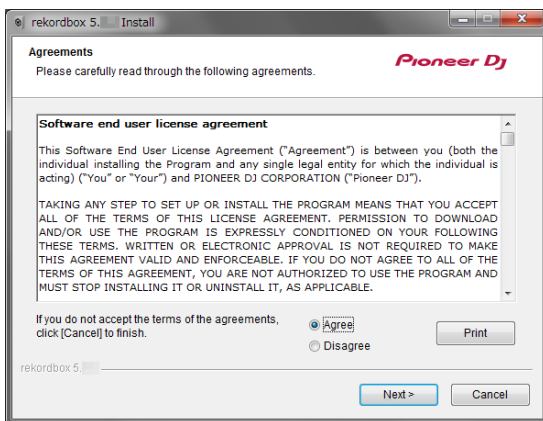 rekordbox 5. Install
Agreements
Please carefully read through the following agreements.
Pioneer Dj
Software end user license agreement
This Software End User License Agreement (“Agreement”) is between you (both the
individual installing the Program and any single legal entity for which the individual is
acting) (“You” or “Your”) and PIONEER DJ CORPORATION (“Pioneer DJ”).
TAKING ANY STEP TO SET UP OR INSTALL THE PROGRAM MEANS THAT YOU ACCEPT
ALL OF THE TERMS OF THIS LICENSE AGREEMENT. PERMISSION TO DOWNLOAD
AND/OR USE THE PROGRAM IS EXPRESSLY CONDITIONED ON YOUR FOLLOWING
THESE TERMS. WRITTEN OR ELECTRONIC APPROVAL IS NOT REQUIRED TO MAKE
THIS AGREEMENT VALID AND ENFORCEABLE. IF YOU DO NOT AGREE TO ALL OF THE
TERMS OF THIS AGREEMENT, YOU ARE NOT AUTHORIZED TO USE THE PROGRAM AND
MUST STOP INSTALLING IT OR UNINSTALL IT, AS APPLICABLE.
If you do not accept the terms of the agreements,
click [Cancel] to finish.
Agree
Disagree
Print
rekordbox 5.
Next >
Cancel